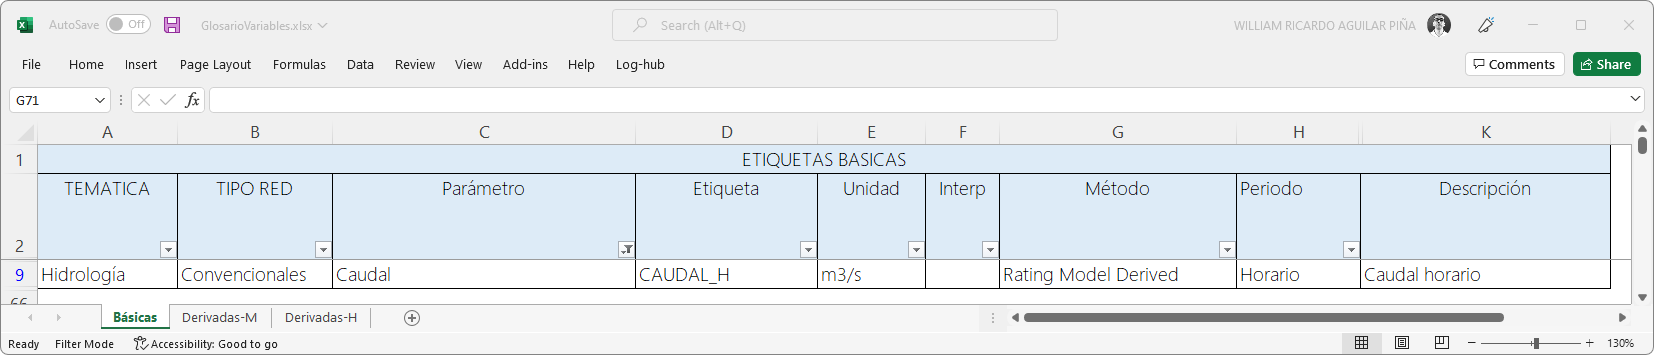 AutoSave Off GlosarioVariables.xlsx Search (Alt+Q) WILLIAM RICARDO AGUILAR PIÑA
File Home Insert Page Layout Formulas Data Review View Add-ins Help Log-hub Comments Share
G71 fx
A B C D E F G H K
1 ETIQUETAS BASICAS
TEMATICA TIPO RED Parámetro Etiqueta Unidad Interp Método Periodo Descripción
2
9 Hidrología Convencionales Caudal CAUDAL_H m3/s Rating Model Derived Horario Caudal horario
66
Básicas Derivadas-M Derivadas-H
Ready Filter Mode Accessibility: Good to go 130%